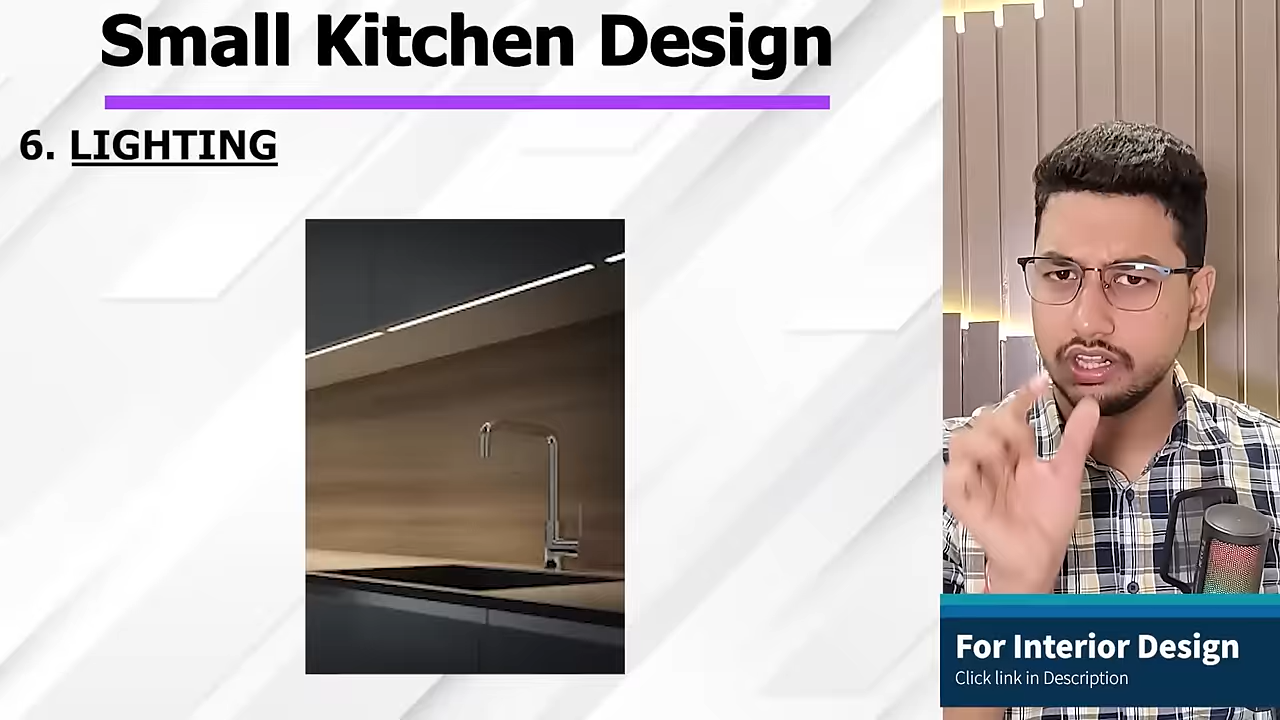 Small Kitchen Design
6. LIGHTING
For Interior Design
Click link in Description